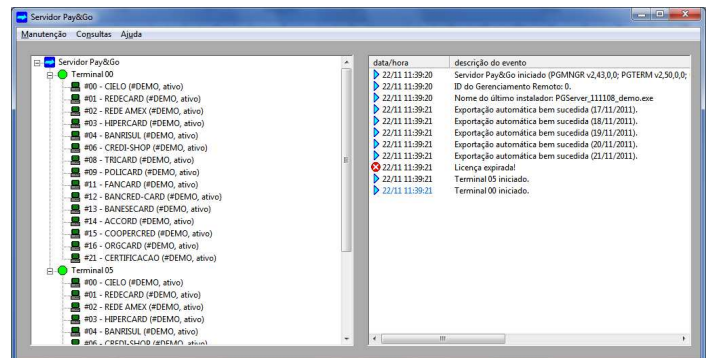 Servidor Pay&Go
Manutenção Consultas Ajuda
Servidor Pay&Go
Terminal 00
#00 - CIELO (#DEMO, ativo)
#01 - REDECARD (#DEMO, ativo)
#02 - REDE AMEX (#DEMO, ativo)
#03 - HIPERCARD (#DEMO, ativo)
#04 - BANRISUL (#DEMO, ativo)
#06 - CREDI-SHOP (#DEMO, ativo)
#08 - TRICARD (#DEMO, ativo)
#09 - POLICARD (#DEMO, ativo)
#11 - FANCARD (#DEMO, ativo)
#12 - BANCRED-CARD (#DEMO, ativo)
#13 - BANESECARD (#DEMO, ativo)
#14 - ACCORD (#DEMO, ativo)
#15 - COOPERCRED (#DEMO, ativo)
#16 - ORGCARD (#DEMO, ativo)
#21 - CERTIFICACAO (#DEMO, ativo)
Terminal 05
#00 - CIELO (#DEMO, ativo)
#01 - REDECARD (#DEMO, ativo)
#02 - REDE AMEX (#DEMO, ativo)
#03 - HIPERCARD (#DEMO, ativo)
#04 - BANRISUL (#DEMO, ativo)
#06 - CREDI-SHOP (#DEMO, ativo)
data/hora descrição do evento
22/11 11:39:20 Servidor Pay&Go iniciado (PGMNGR v2,43,0,0; PGTERM v2,50,0,0;
22/11 11:39:20 ID do Gerenciamento Remoto: 0.
22/11 11:39:20 Nome do último instalador: PGServer_111108_demo.exe
22/11 11:39:21 Exportação automática bem sucedida (17/11/2011).
22/11 11:39:21 Exportação automática bem sucedida (18/11/2011).
22/11 11:39:21 Exportação automática bem sucedida (19/11/2011).
22/11 11:39:21 Exportação automática bem sucedida (20/11/2011).
22/11 11:39:21 Exportação automática bem sucedida (21/11/2011).
22/11 11:39:21 Licença expirada!
22/11 11:39:21 Terminal 05 iniciado.
22/11 11:39:21 Terminal 00 iniciado.